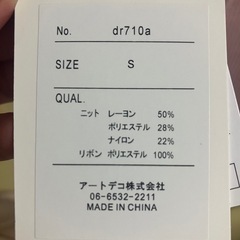 No. dr710a
SIZE S
QUAL.
ニット レーヨン 50%
ポリエステル 28%
ナイロン 22%
リボン ポリエステル 100%
アートデコ株式会社
06-6532-2211
MADE IN CHINA